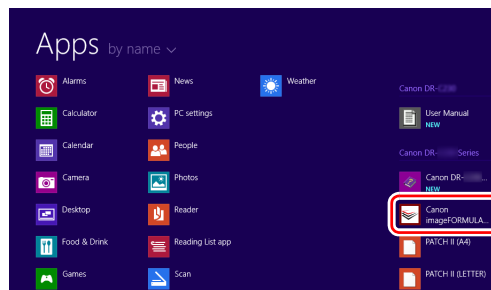 Apps by name
Alarms
Calculator
Calendar
Camera
Desktop
Food & Drink
Games
News
PC settings
People
Photos
Reader
Reading List app
Scan
Weather
Canon DR-
User Manual
NEW
Canon DR- Series
Canon DR- ...
NEW
Canon
imageFORMULA...
PATCH II (A4)
PATCH II (LETTER)